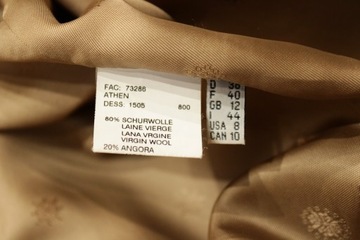 FAC: 73266
ATHEN
DESS: 1505 800
80% SCHURWOLLE
LAINE VIERGE
LANA VRGINE
VIRGIN WOOL
20% ANGORA
D 38
F 40
GB 12
I 44
USA 8
CAN 10